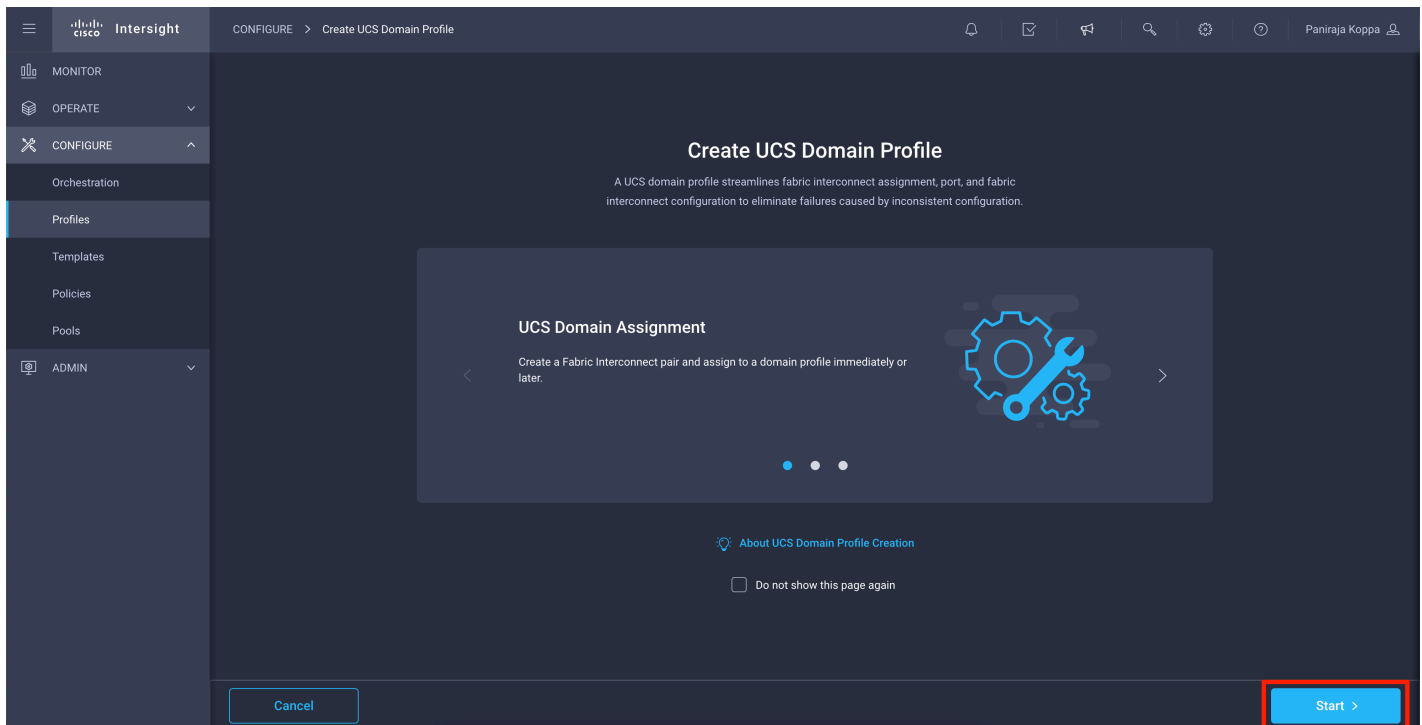 CISCO
Intersight
CONFIGURE > Create UCS Domain Profile
Paniraja Koppa
MONITOR
OPERATE
CONFIGURE
Orchestration
Profiles
Templates
Policies
Pools
ADMIN
Create UCS Domain Profile
A UCS domain profile streamlines fabric interconnect assignment, port, and fabric
interconnect configuration to eliminate failures caused by inconsistent configuration.
UCS Domain Assignment
Create a Fabric Interconnect pair and assign to a domain profile immediately or
later.
About UCS Domain Profile Creation
Do not show this page again
Cancel
Start >